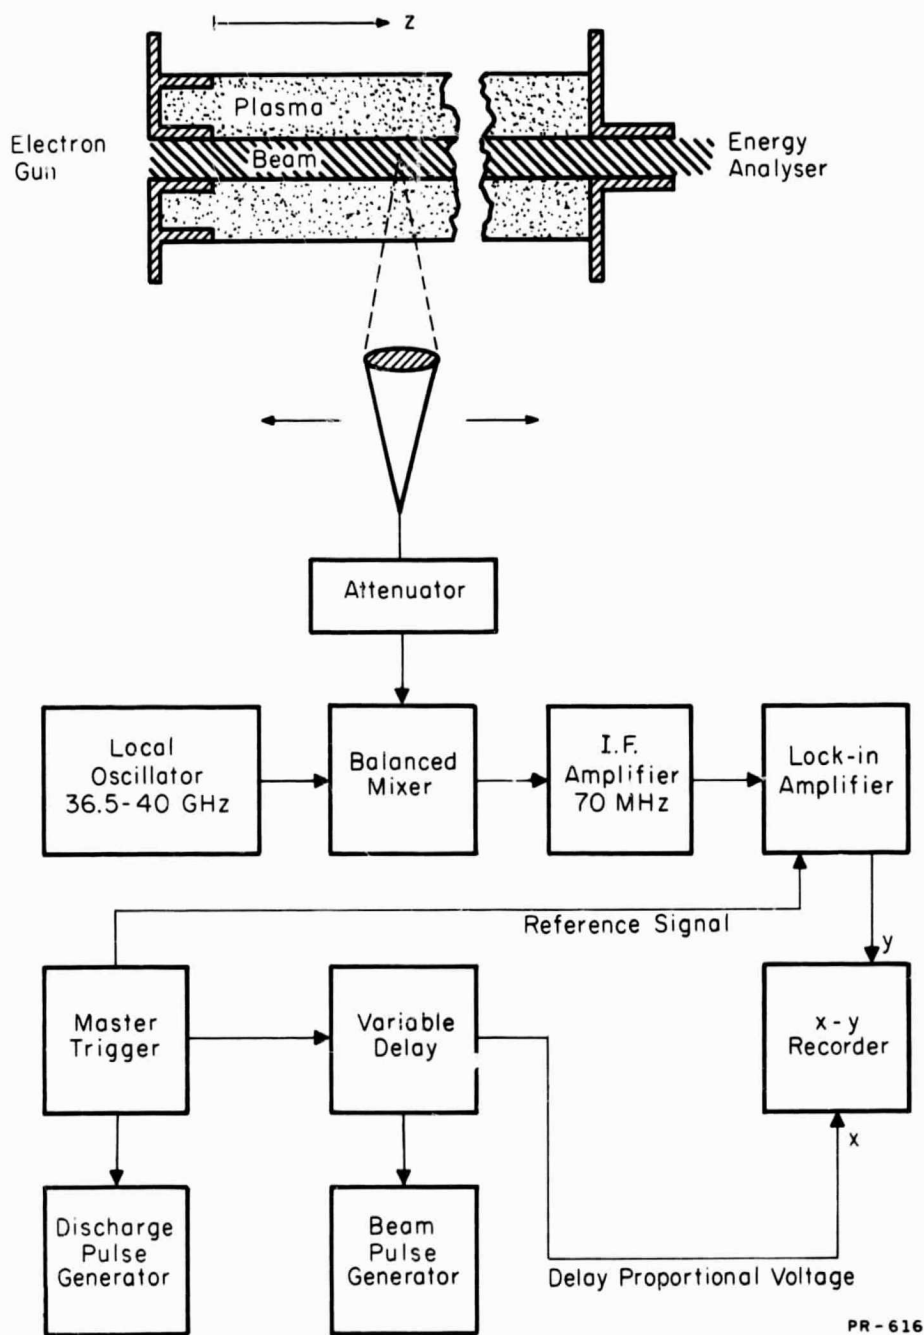 z
Plasma
Electron
Gun
Beam
Energy
Analyser
Attenuator
Local
Oscillator
36.5-40 GHz
Balanced
Mixer
I.F.
Amplifier
70 MHz
Lock-in
Amplifier
Reference Signal
y
Master
Trigger
Variable
Delay
x-y
Recorder
x
Discharge
Pulse
Generator
Beam
Pulse
Generator
Delay Proportional Voltage
PR-616